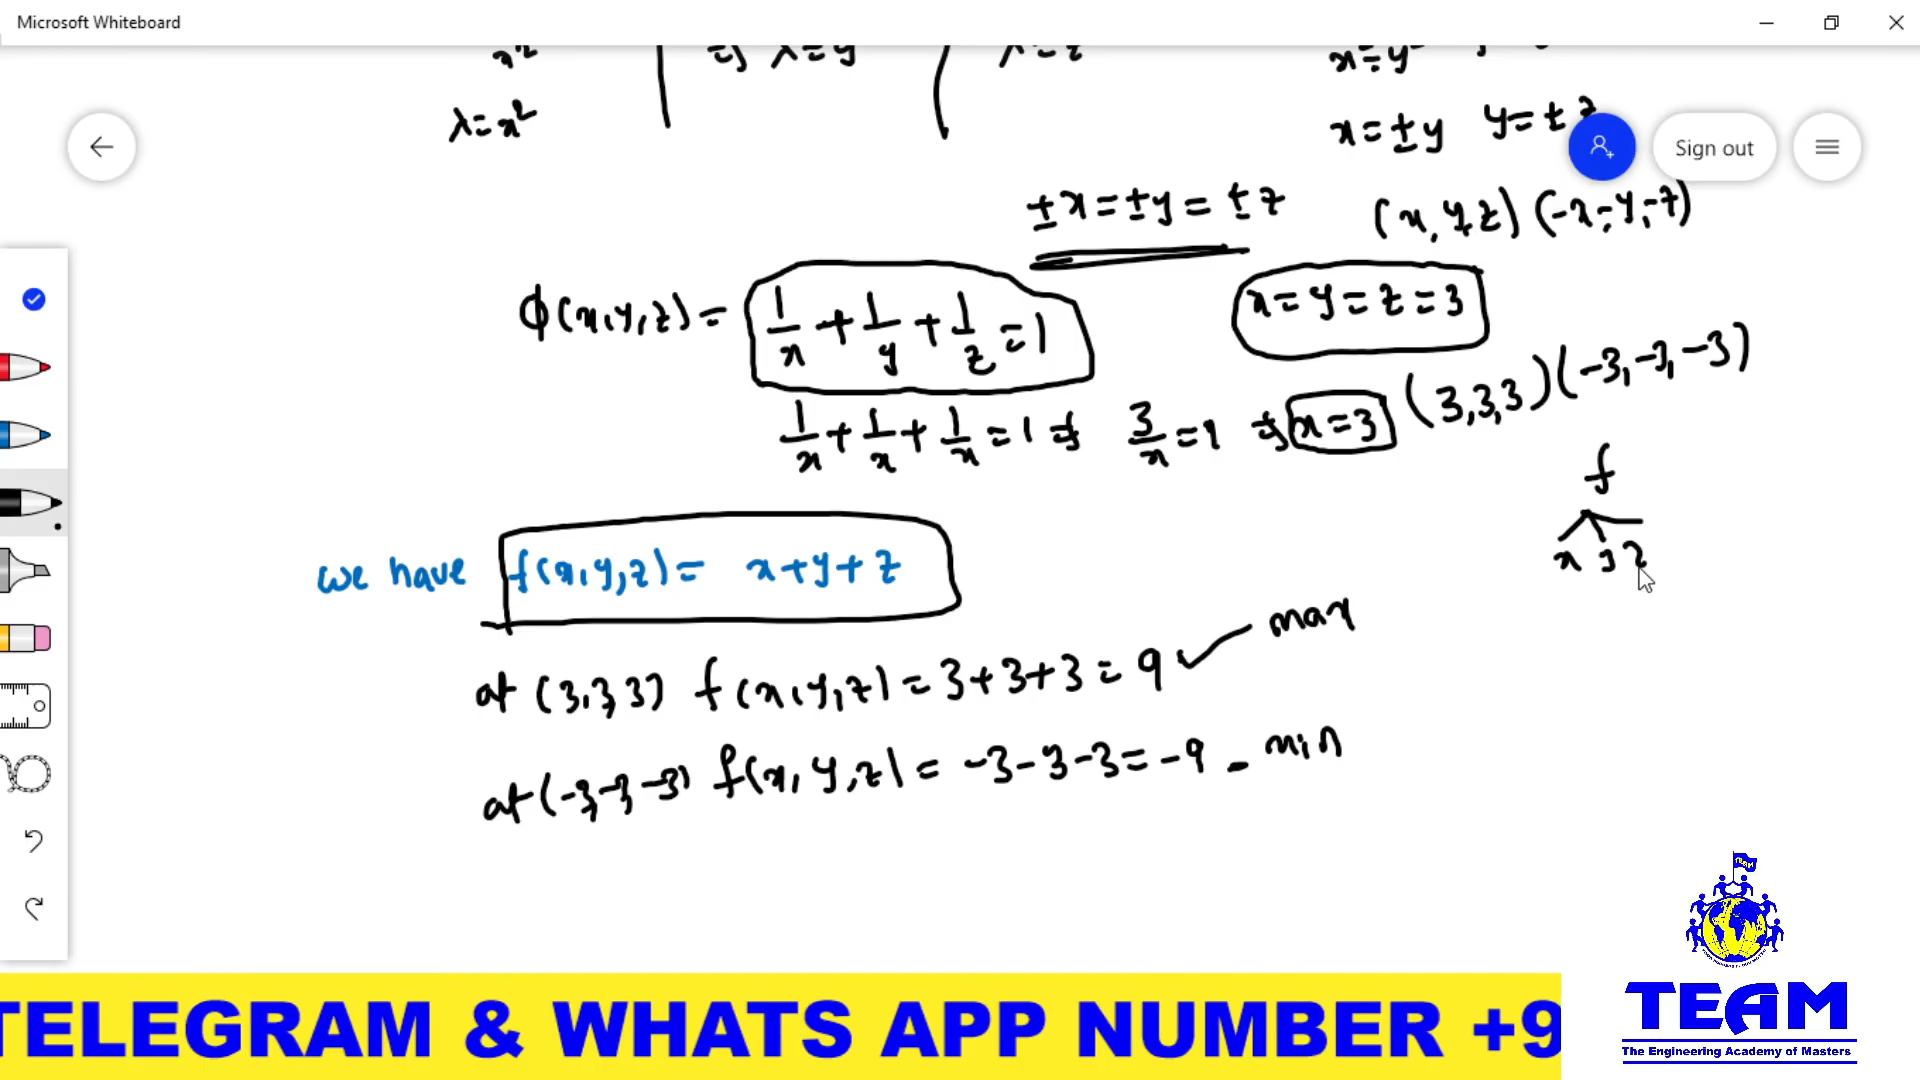 Microsoft Whiteboard
λ=y
λ=z
λ=x²
x=±y y=±z
Sign out
±x=±y=±z
(x,y,z) (-x,-y,-z)
ϕ(x,y,z)= 1/x + 1/y + 1/z =1
x=y=z=3
1/x + 1/x + 1/x =1 ⇒ 3/x =1 ⇒ x=3
(3,3,3) (-3,-3,-3)
f
x y z
we have f(x,y,z)= x+y+z
at (3,3,3) f(x,y,z)=3+3+3=9 ✓ max
at (-3,-3,-3) f(x,y,z)= -3-3-3=-9 - min
TEAM
The Engineering Academy of Masters
TELEGRAM & WHATS APP NUMBER +9